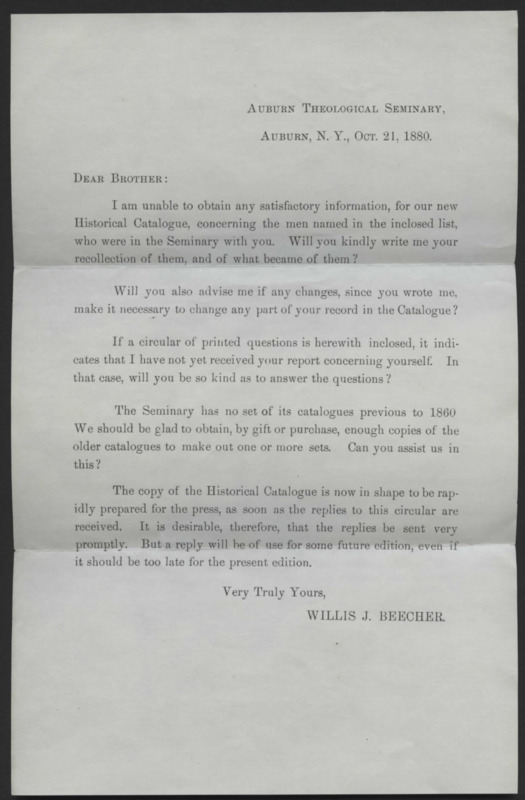 AUBURN THEOLOGICAL SEMINARY,
AUBURN, N. Y., OCT. 21, 1880.
DEAR BROTHER:
I am unable to obtain any satisfactory information, for our new
Historical Catalogue, concerning the men named in the inclosed list,
who were in the Seminary with you. Will you kindly write me your
recollection of them, and of what became of them?
Will you also advise me if any changes, since you wrote me,
make it necessary to change any part of your record in the Catalogue?
If a circular of printed questions is herewith inclosed, it indi-
cates that I have not yet received your report concerning yourself. In
that case, will you be so kind as to answer the questions?
The Seminary has no set of its catalogues previous to 1860
We should be glad to obtain, by gift or purchase, enough copies of the
older catalogues to make out one or more sets. Can you assist us in
this?
The copy of the Historical Catalogue is now in shape to be rap-
idly prepared for the press, as soon as the replies to this circular are
received. It is desirable, therefore, that the replies be sent very
promptly. But a reply will be of use for some future edition, even if
it should be too late for the present edition.
Very Truly Yours,
WILLIS J. BEECHER.